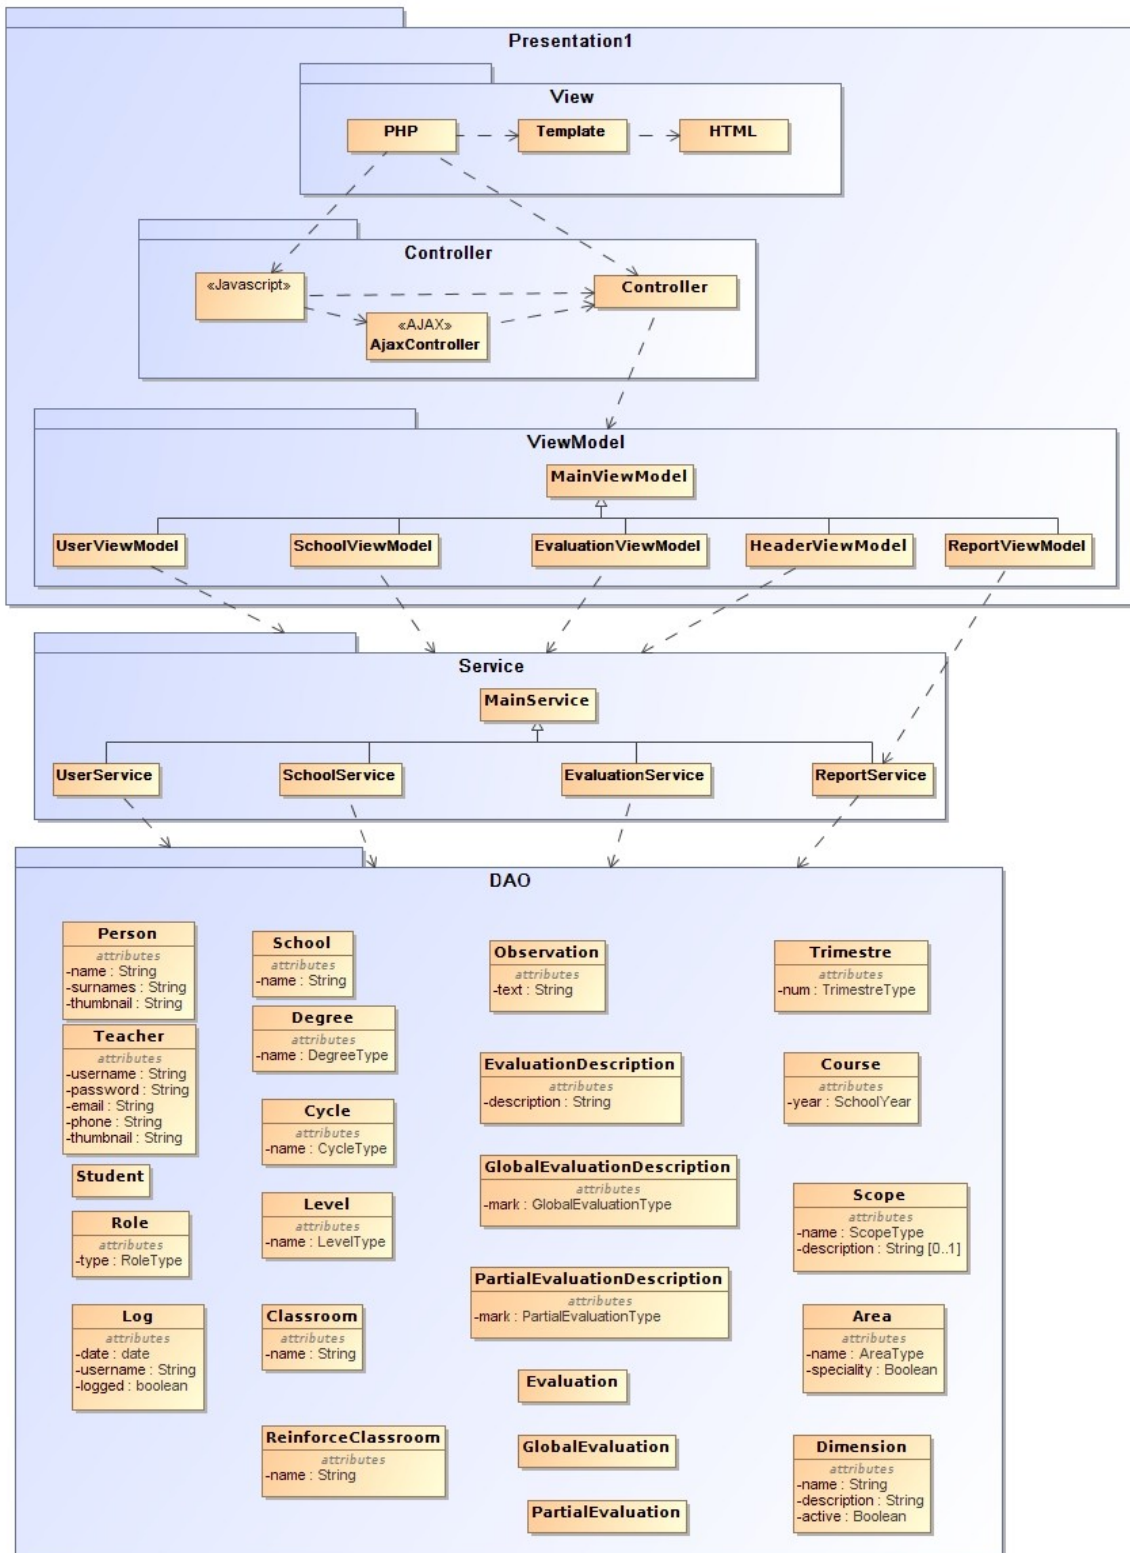 Presentation1
View
PHP
Template
HTML
Controller
«Javascript»
Controller
«AJAX»
AjaxController
ViewModel
MainViewModel
UserViewModel
SchoolViewModel
EvaluationViewModel
HeaderViewModel
ReportViewModel
Service
MainService
UserService
SchoolService
EvaluationService
ReportService
DAO
Person
attributes
-name : String
-surnames : String
-thumbnail : String
Teacher
attributes
-username : String
-password : String
-email : String
-phone : String
-thumbnail : String
Student
Role
attributes
-type : RoleType
Log
attributes
-date : date
-username : String
-logged : boolean
School
attributes
-name : String
Degree
attributes
-name : DegreeType
Cycle
attributes
-name : CycleType
Level
attributes
-name : LevelType
Classroom
attributes
-name : String
ReinforceClassroom
attributes
-name : String
Observation
attributes
-text : String
EvaluationDescription
attributes
-description : String
GlobalEvaluationDescription
attributes
-mark : GlobalEvaluationType
PartialEvaluationDescription
attributes
-mark : PartialEvaluationType
Evaluation
GlobalEvaluation
PartialEvaluation
Trimestre
attributes
-num : TrimestreType
Course
attributes
-year : SchoolYear
Scope
attributes
-name : ScopeType
-description : String [0..1]
Area
attributes
-name : AreaType
-speciality : Boolean
Dimension
attributes
-name : String
-description : String
-active : Boolean